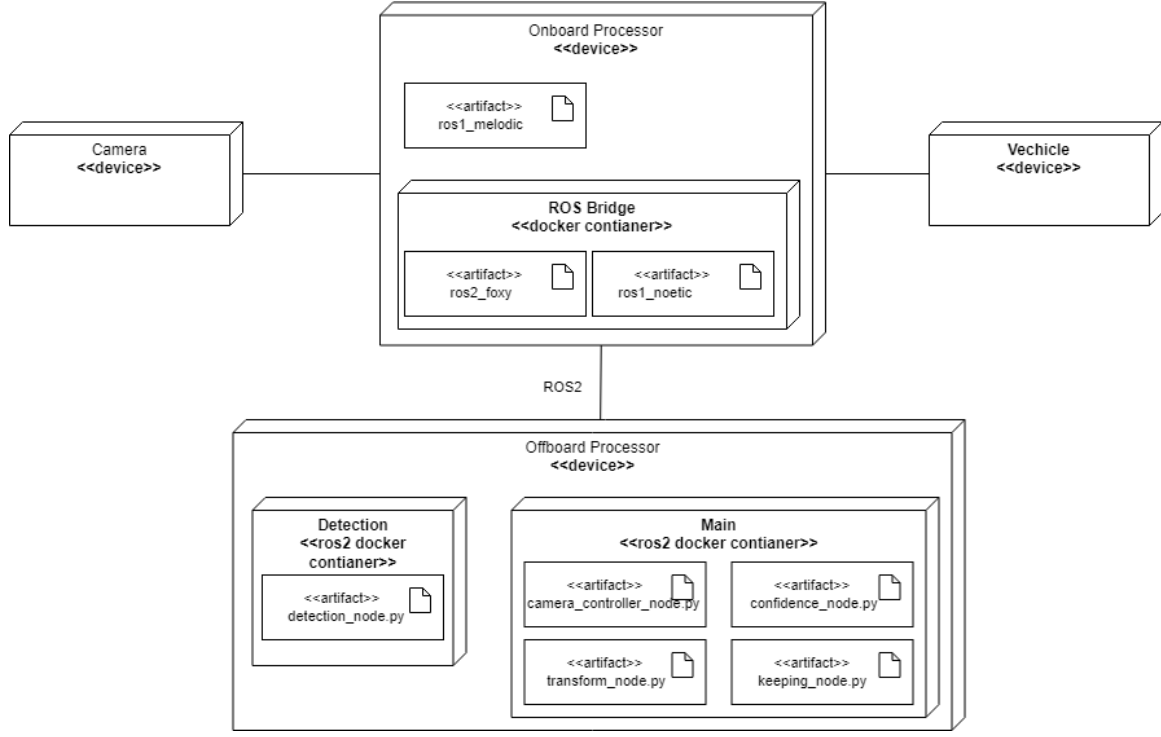 Onboard Processor
<<device>>
<<artifact>>
ros1_melodic
Camera
<<device>>
Vechicle
<<device>>
ROS Bridge
<<docker contianer>>
<<artifact>>
ros2_foxy
<<artifact>>
ros1_noetic
ROS2
Offboard Processor
<<device>>
Detection
<<ros2 docker
contianer>>
<<artifact>>
detection_node.py
Main
<<ros2 docker contianer>>
<<artifact>>
camera_controller_node.py
<<artifact>>
confidence_node.py
<<artifact>>
transform_node.py
<<artifact>>
keeping_node.py